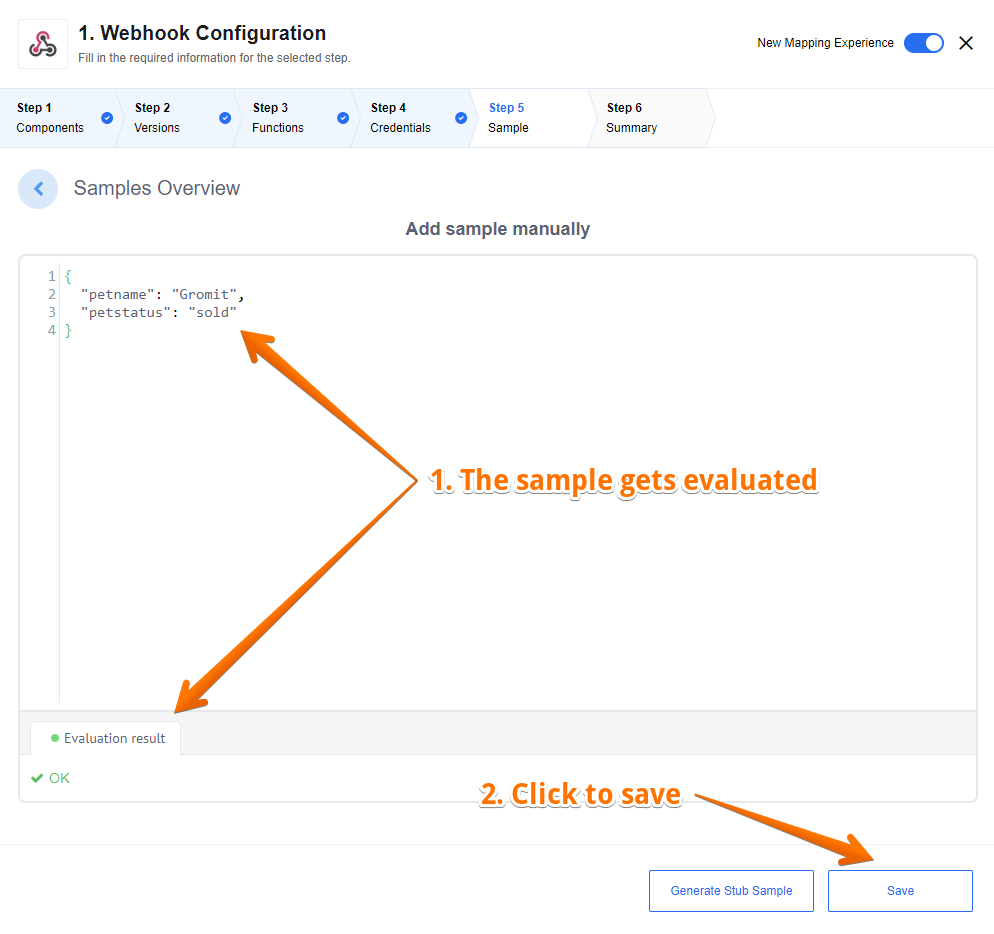 1. Webhook Configuration
Fill in the required information for the selected step.
New Mapping Experience
Step 1
Components
Step 2
Versions
Step 3
Functions
Step 4
Credentials
Step 5
Sample
Step 6
Summary
Samples Overview
Add sample manually
1 {
2 "petname": "Gromit",
3 "petstatus": "sold"
4 }
1. The sample gets evaluated
Evaluation result
OK
2. Click to save
Generate Stub Sample
Save